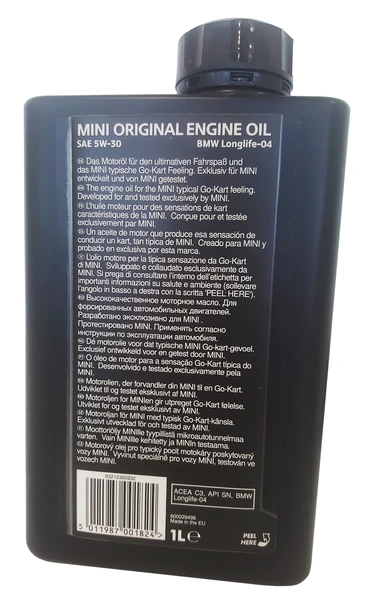 MINI ORIGINAL ENGINE OIL
SAE 5W-30 BMW Longlife-04
Das Motoröl für den ultimativen Fahrspaß und
das MINI typische Go-Kart Feeling. Exklusiv für MINI
entwickelt und von MINI getestet.
The engine oil for the MINI typical Go-Kart feeling.
Developed for and tested exclusively by MINI.
L'huile moteur pour des sensations de kart
caractéristiques de la MINI. Conçue pour et testée
exclusivement par MINI.
Un aceite de motor que produce esa sensación de
conducir un kart, tan típica de MINI. Creado para MINI y
probado en exclusiva por esta marca.
L'olio motore per la tipica sensazione da Go-Kart
di MINI. Sviluppato e collaudato esclusivamente da
MINI. Si prega di consultare l'interno dell'etichetta per
importanti informazioni su salute e ambiente (sollevare
l'angolo in basso a destra con la scritta 'PEEL HERE').
Высококачественное моторное масло. Для
форсированных автомобильных двигателей.
Разработано эксклюзивно для MINI .
Протестировано MINI. Применять согласно
инструкции по эксплуатации автомобиля.
Dé motorolie voor dat typische MINI Go-kart-gevoel.
Exclusief ontwikkeld voor en getest door MINI.
O óleo de motor para a sensação Go-Kart típica do
MINI. Desenvolvido e testado exclusivamente pela
MINI.
Motorolien, der forvandler din MINI til en Go-Kart.
Udviklet til og testet eksklusivt af MINI.
Motoroljen for MINIen gir utpreget Go-Kart følelse.
Utviklet for og testet eksklusivt av MINI.
Motoroljan för MINI med typisk Go-Kart-känsla.
Exklusivt utvecklad för och testad av MINI.
Moottoriöljy MINIlle tyypillistä mikroautotunnelmaa
varten. Vain MINIlle kehitetty ja MINIn testaama.
Motorový olej pro typický pocit motokáry poskytovaný
vozy MINI. Vyvinut speciálně pro vozy MINI, testován ve
vozech MINI.
83212365932
5 011987 001824
ACEA C3, API SN, BMW
Longlife-04
800029496
Made in the EU
1L ℮
PEEL
HERE